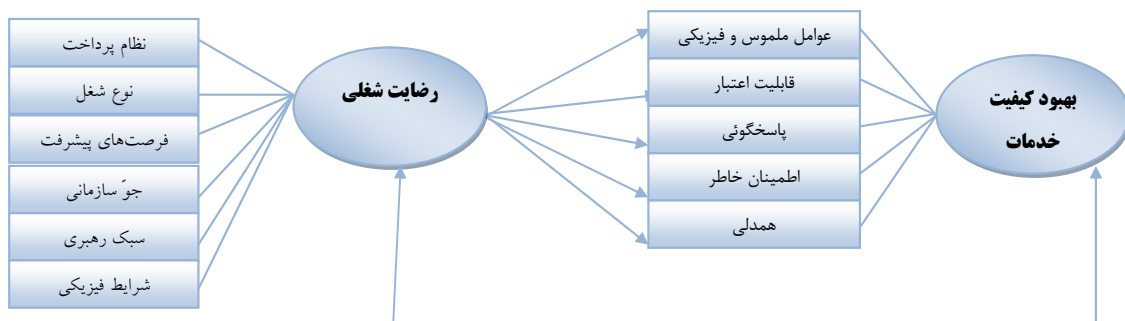 نظام پرداخت
نوع شغل
فرصت‌های پیشرفت
جوّ سازمانی
سبک رهبری
شرایط فیزیکی
رضایت شغلی
عوامل ملموس و فیزیکی
قابلیت اعتبار
پاسخگوئی
اطمینان خاطر
همدلی
بهبود کیفیت
خدمات